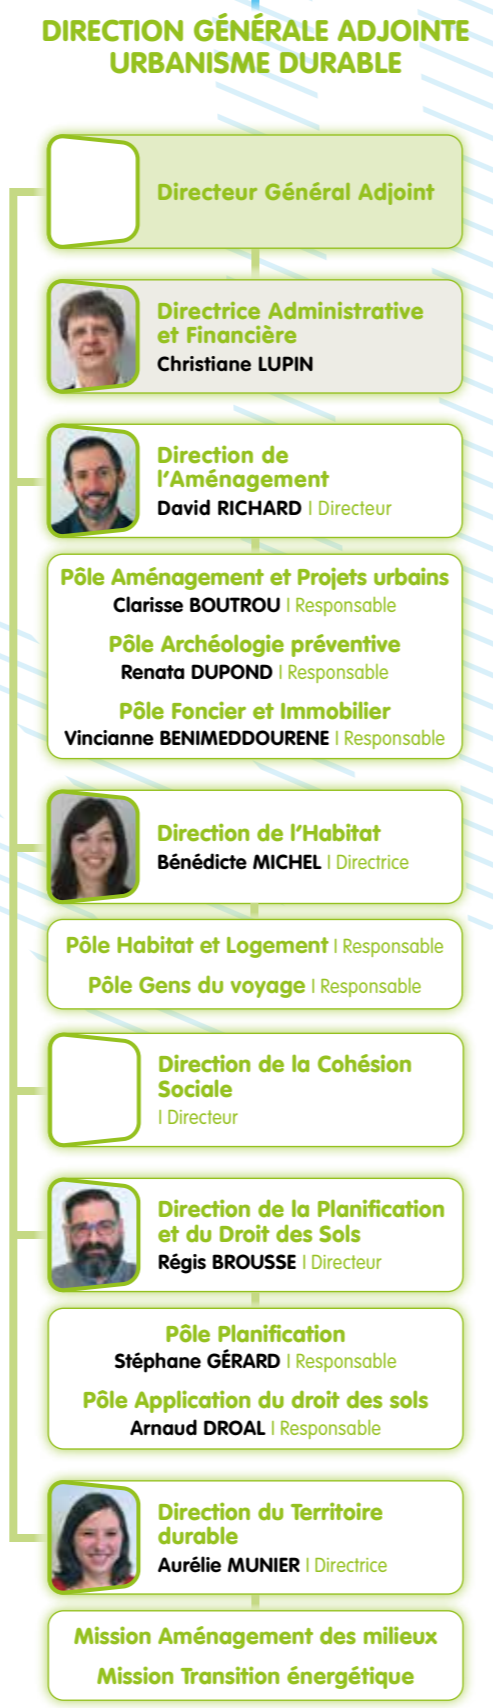 DIRECTION GÉNÉRALE ADJOINTE
URBANISME DURABLE
Directeur Général Adjoint
Directrice Administrative
et Financière
Christiane LUPIN
Direction de
l'Aménagement
David RICHARD I Directeur
Pôle Aménagement et Projets urbains
Clarisse BOUTROU I Responsable
Pôle Archéologie préventive
Renata DUPOND I Responsable
Pôle Foncier et Immobilier
Vincianne BENIMEDDOURENE I Responsable
Direction de l'Habitat
Bénédicte MICHEL I Directrice
Pôle Habitat et Logement I Responsable
Pôle Gens du voyage I Responsable
Direction de la Cohésion
Sociale
I Directeur
Direction de la Planification
et du Droit des Sols
Régis BROUSSE I Directeur
Pôle Planification
Stéphane GÉRARD I Responsable
Pôle Application du droit des sols
Arnaud DROAL I Responsable
Direction du Territoire
durable
Aurélie MUNIER I Directrice
Mission Aménagement des milieux
Mission Transition énergétique